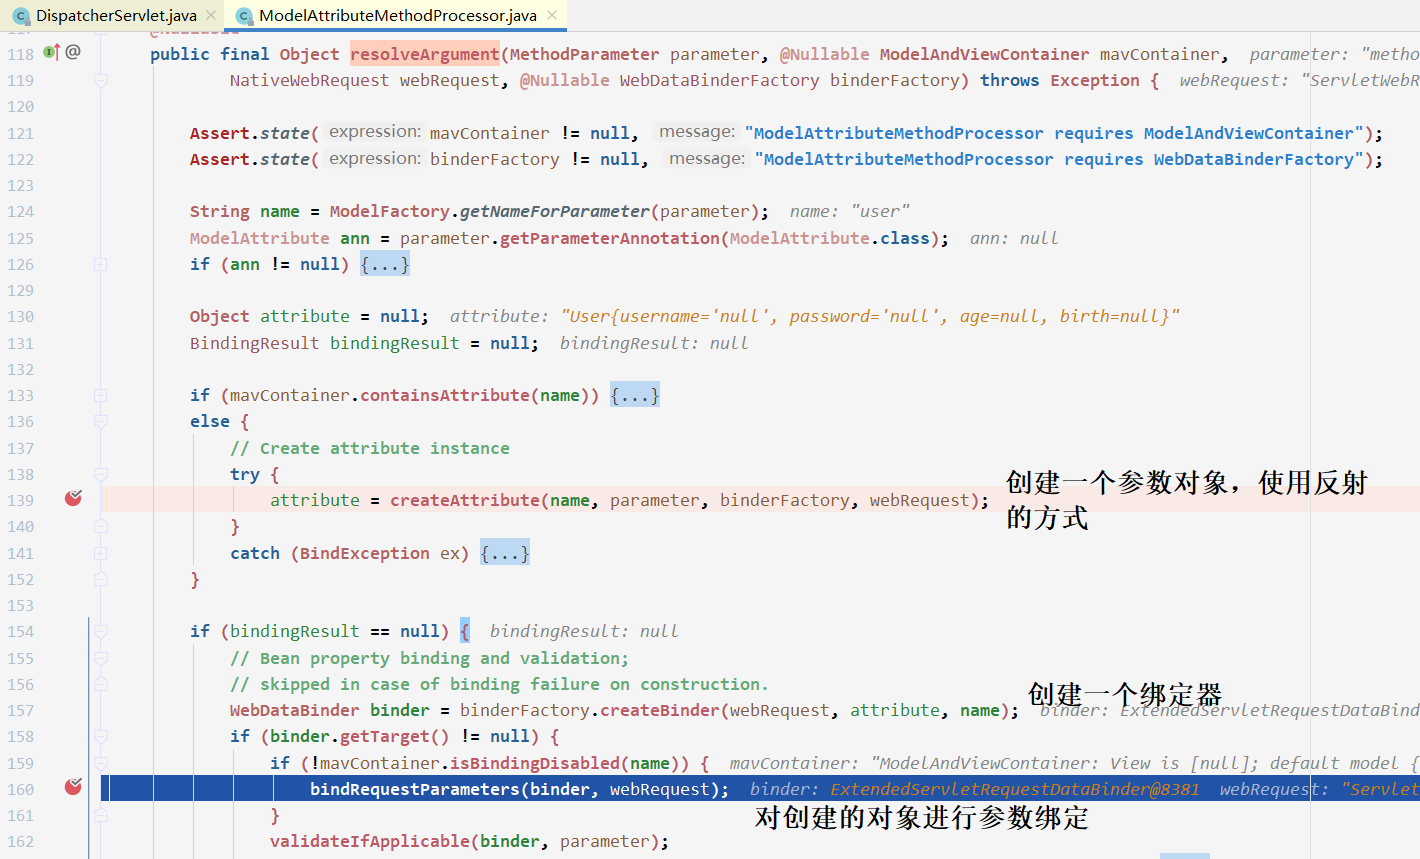 DispatcherServlet.java × ModelAttributeMethodProcessor.java ×
118 public final Object resolveArgument(MethodParameter parameter, @Nullable ModelAndViewContainer mavContainer, parameter: "metho
119 NativeWebRequest webRequest, @Nullable WebDataBinderFactory binderFactory) throws Exception { webRequest: "ServletWebR
120
121 Assert.state( expression: mavContainer != null, message: "ModelAttributeMethodProcessor requires ModelAndViewContainer");
122 Assert.state( expression: binderFactory != null, message: "ModelAttributeMethodProcessor requires WebDataBinderFactory");
123
124 String name = ModelFactory.getNameForParameter(parameter); name: "user"
125 ModelAttribute ann = parameter.getParameterAnnotation(ModelAttribute.class); ann: null
126 if (ann != null) {...}
129
130 Object attribute = null; attribute: "User{username='null', password='null', age=null, birth=null}"
131 BindingResult bindingResult = null; bindingResult: null
132
133 if (mavContainer.containsAttribute(name)) {...}
136 else {
137 // Create attribute instance
138 try {
139 attribute = createAttribute(name, parameter, binderFactory, webRequest);
创建一个参数对象，使用反射
的方式
140 }
141 catch (BindException ex) {...}
152 }
153
154 if (bindingResult == null) { bindingResult: null
155 // Bean property binding and validation;
156 // skipped in case of binding failure on construction.
创建一个绑定器
157 WebDataBinder binder = binderFactory.createBinder(webRequest, attribute, name); binder: ExtendedServletRequestDataBind
158 if (binder.getTarget() != null) {
159 if (!mavContainer.isBindingDisabled(name)) { mavContainer: "ModelAndViewContainer: View is [null]; default model {
160 bindRequestParameters(binder, webRequest); binder: ExtendedServletRequestDataBinder@8381 webRequest: "Servlet
161 }
对创建的对象进行参数绑定
162 validateIfApplicable(binder, parameter);